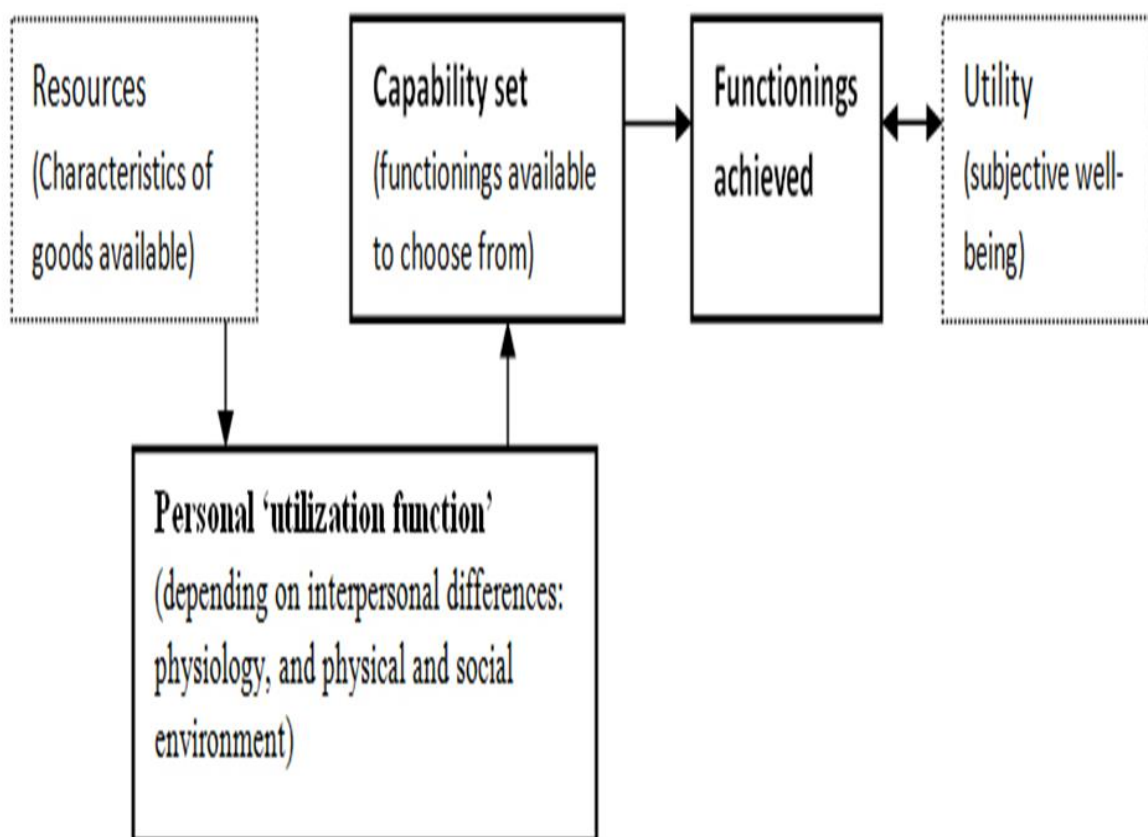 Resources
(Characteristics of
goods available)
Capability set
(functionings available
to choose from)
Functionings
achieved
Utility
(subjective well-
being)
Personal ‘utilization function’
(depending on interpersonal differences:
physiology, and physical and social
environment)